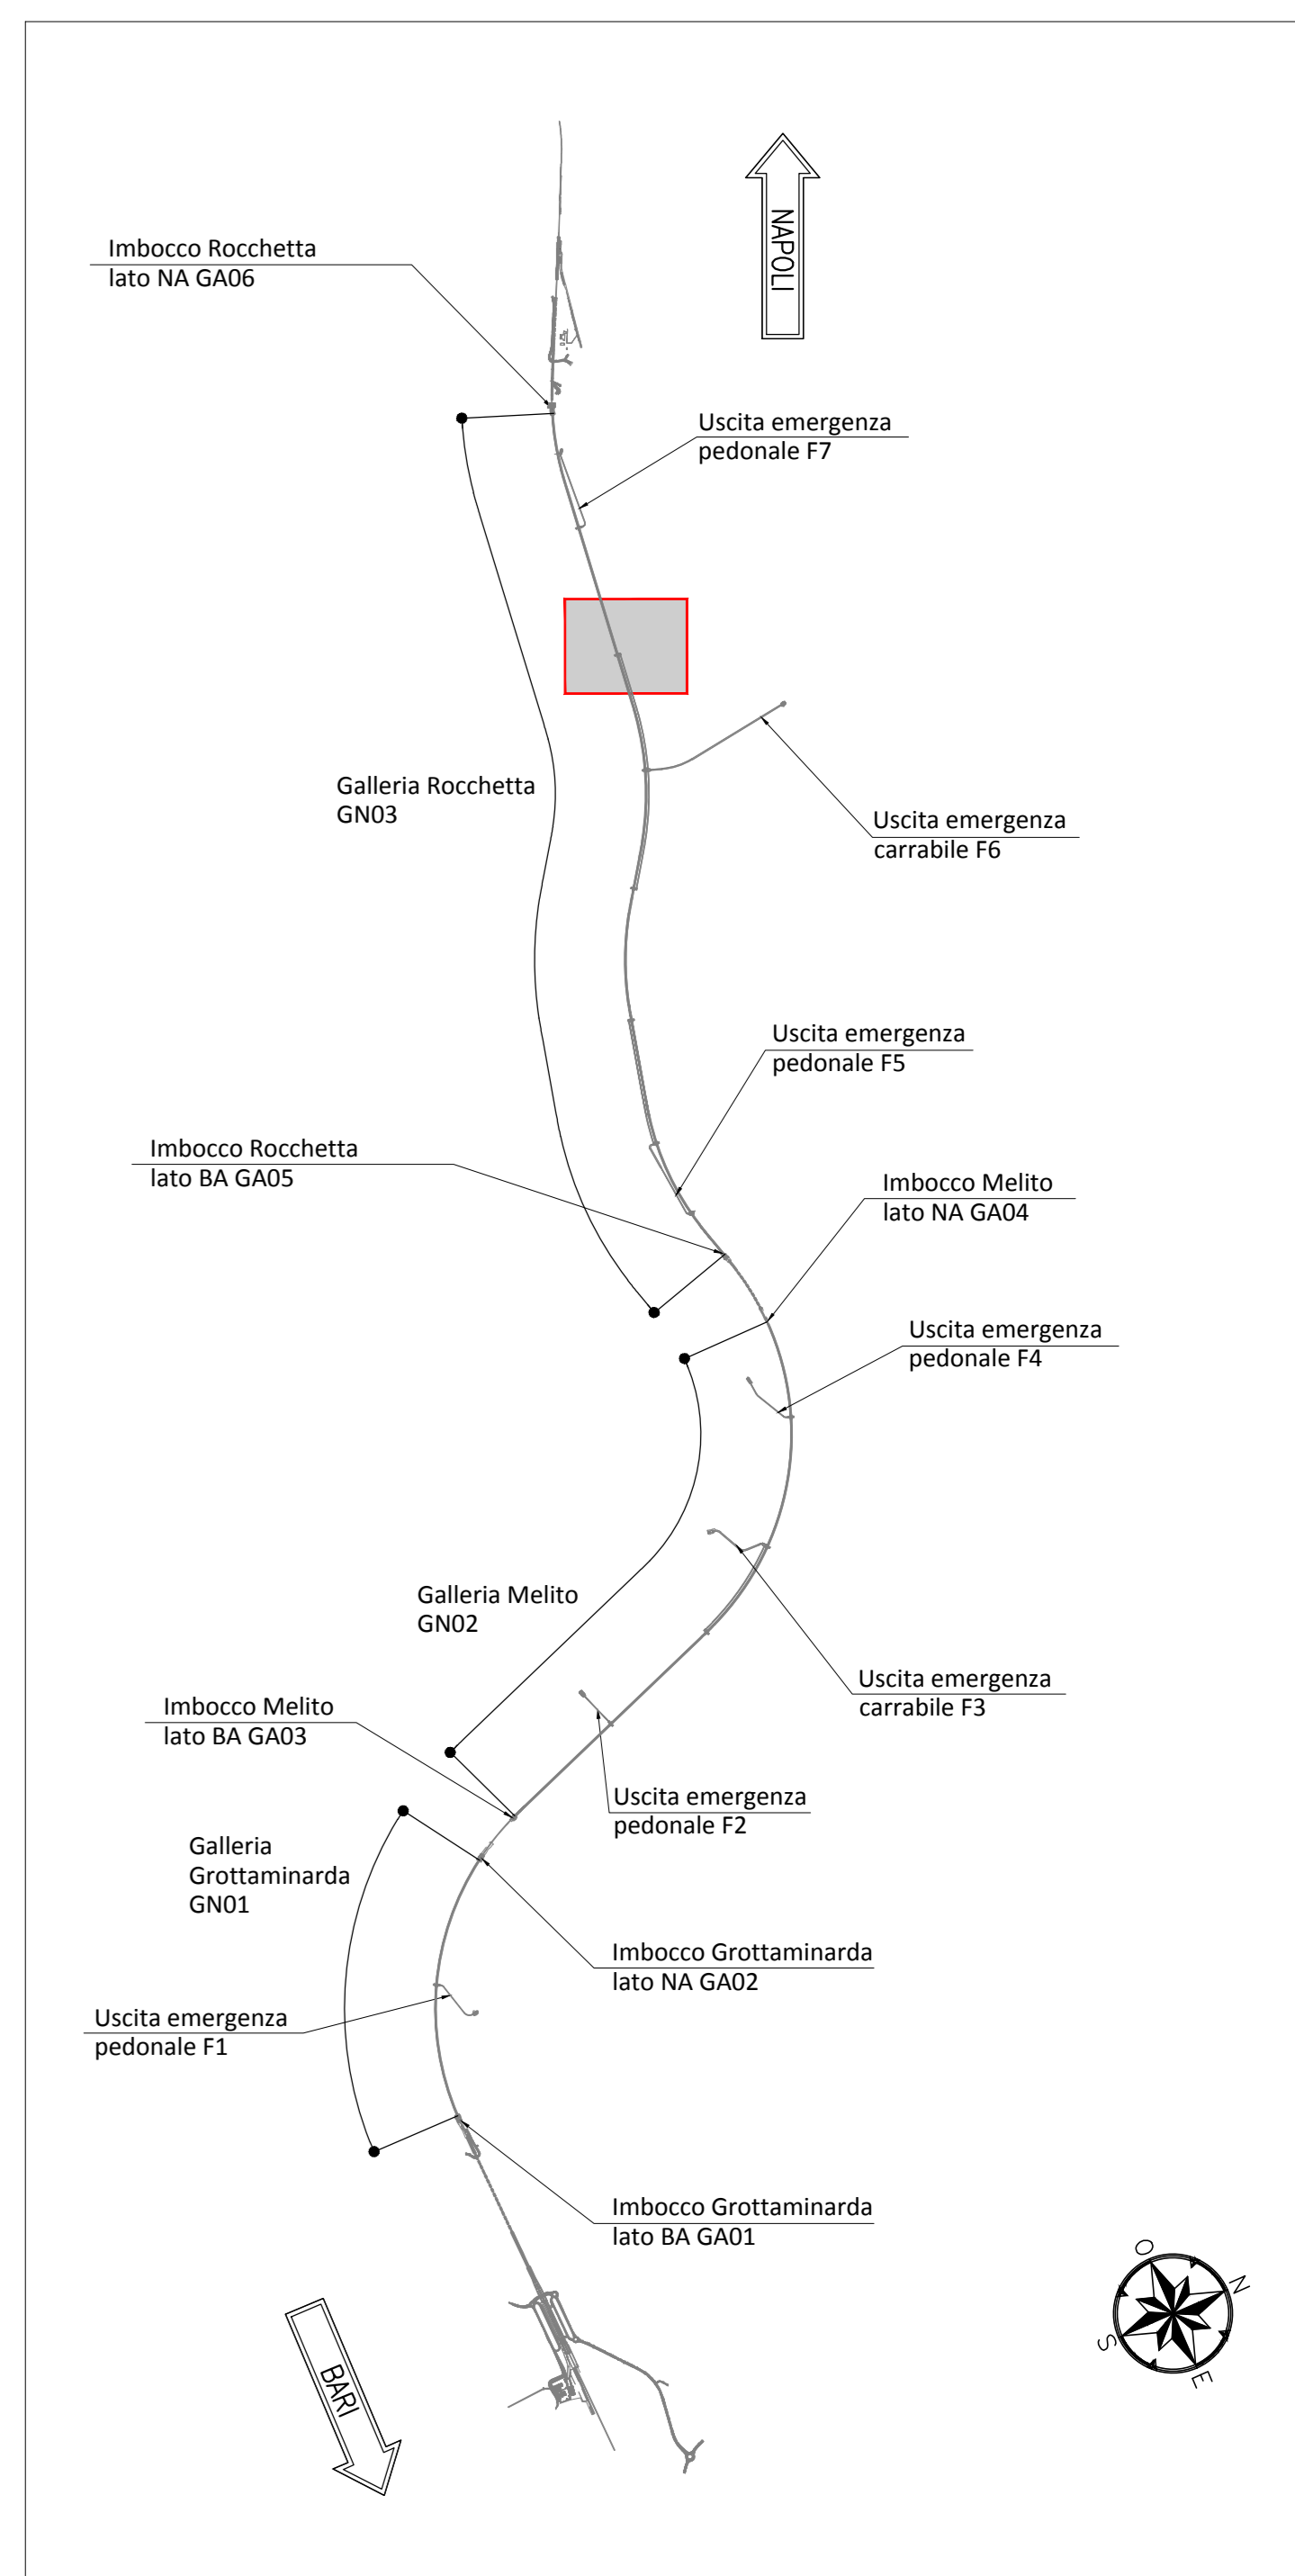 NAPOLI
Imbocco Rocchetta
lato NA GA06
Uscita emergenza
pedonale F7
Galleria Rocchetta
GN03
Uscita emergenza
carrabile F6
Uscita emergenza
pedonale F5
Imbocco Rocchetta
lato BA GA05
Imbocco Melito
lato NA GA04
Uscita emergenza
pedonale F4
Galleria Melito
GN02
Uscita emergenza
carrabile F3
Imbocco Melito
lato BA GA03
Uscita emergenza
pedonale F2
Galleria
Grottaminarda
GN01
Imbocco Grottaminarda
lato NA GA02
Uscita emergenza
pedonale F1
Imbocco Grottaminarda
lato BA GA01
O
N
S
E
BARI